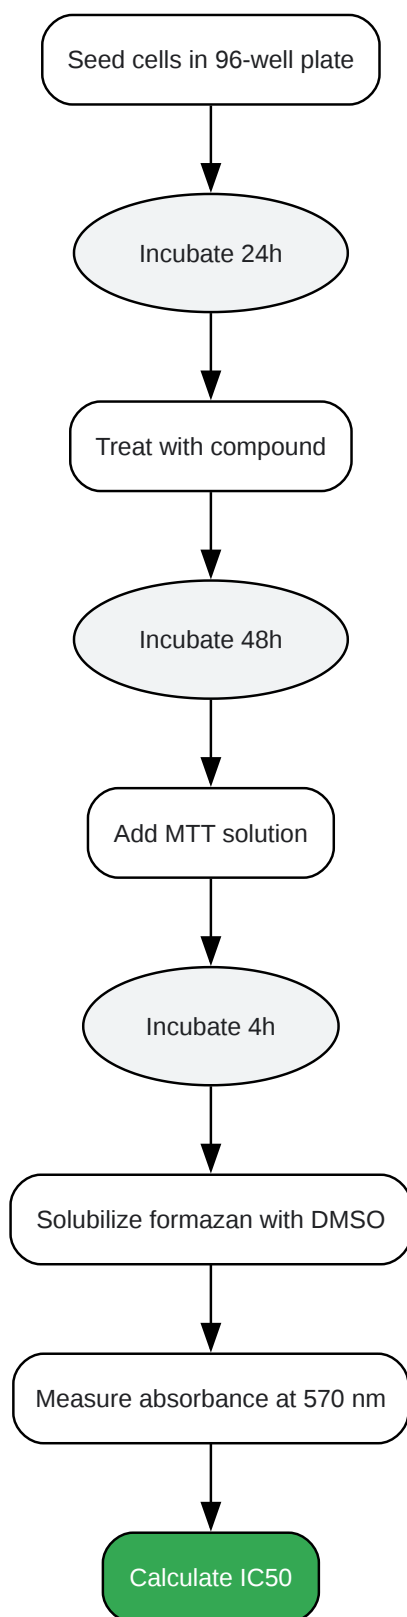 Seed cells in 96-well plate
Incubate 24h
Treat with compound
Incubate 48h
Add MTT solution
Incubate 4h
Solubilize formazan with DMSO
Measure absorbance at 570 nm
Calculate IC50